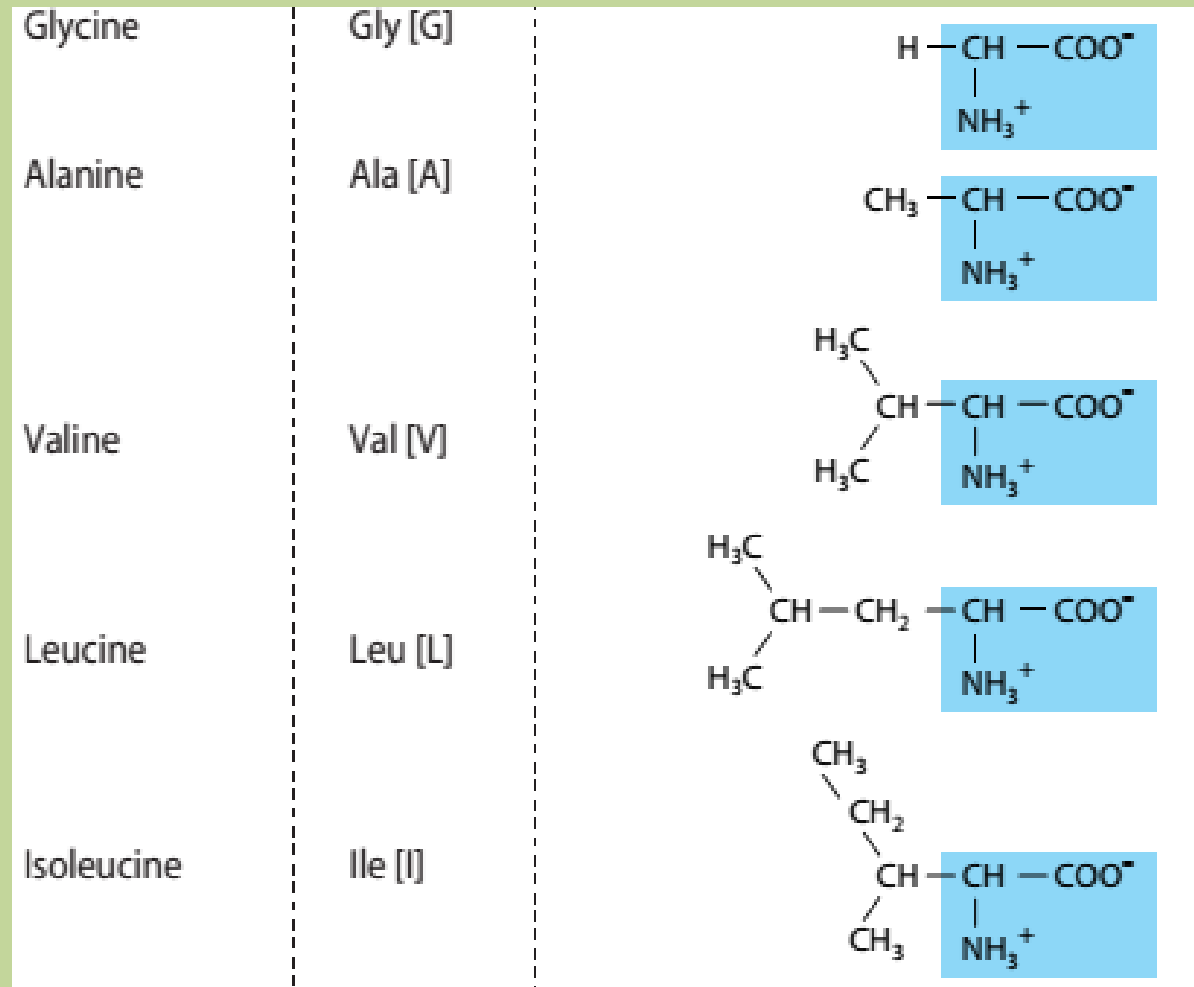 Glycine Gly [G] H — CH — COO⁻
|
NH₃⁺
Alanine Ala [A] CH₃ — CH — COO⁻
|
NH₃⁺
H₃C
CH — CH — COO⁻
Valine Val [V]
|
H₃C NH₃⁺
H₃C
CH — CH₂ — CH — COO⁻
Leucine Leu [L]
|
H₃C NH₃⁺
CH₃
CH₂
Isoleucine Ile [I] CH — CH — COO⁻
|
CH₃ NH₃⁺